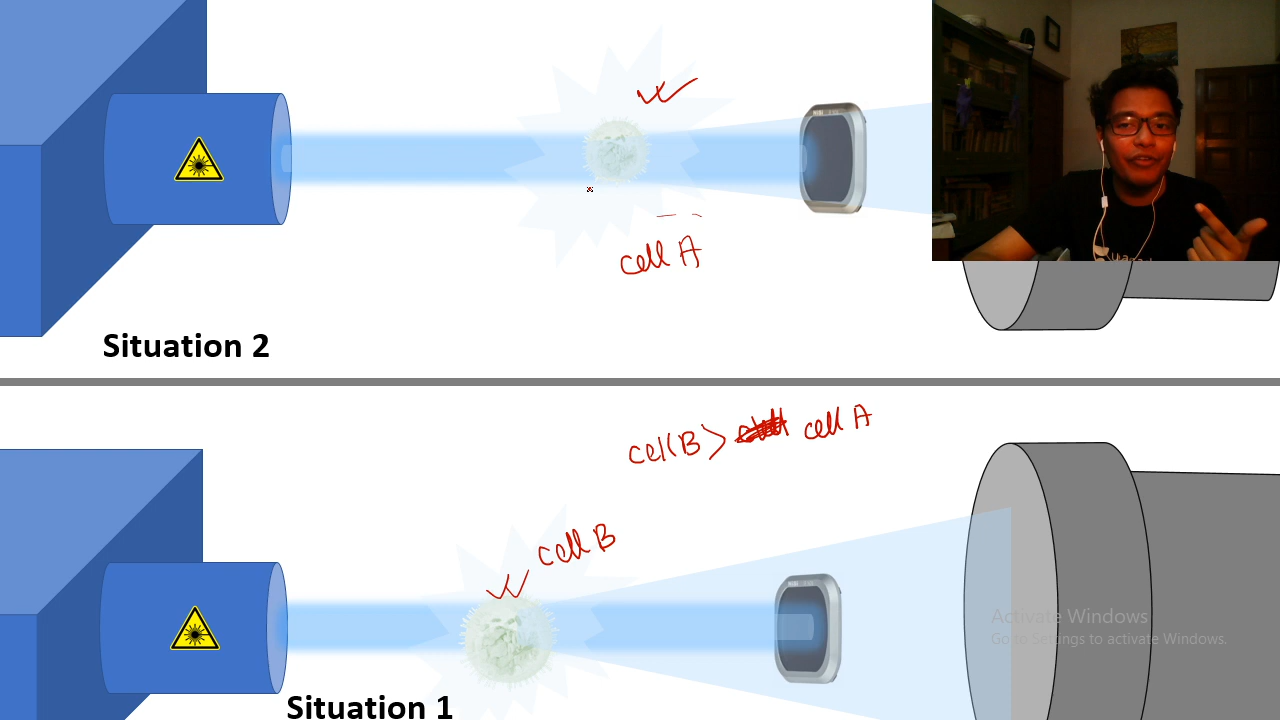 cell A
Situation 2
cell B > cell A
cell B
Activate Windows
Go to Settings to activate Windows.
Situation 1